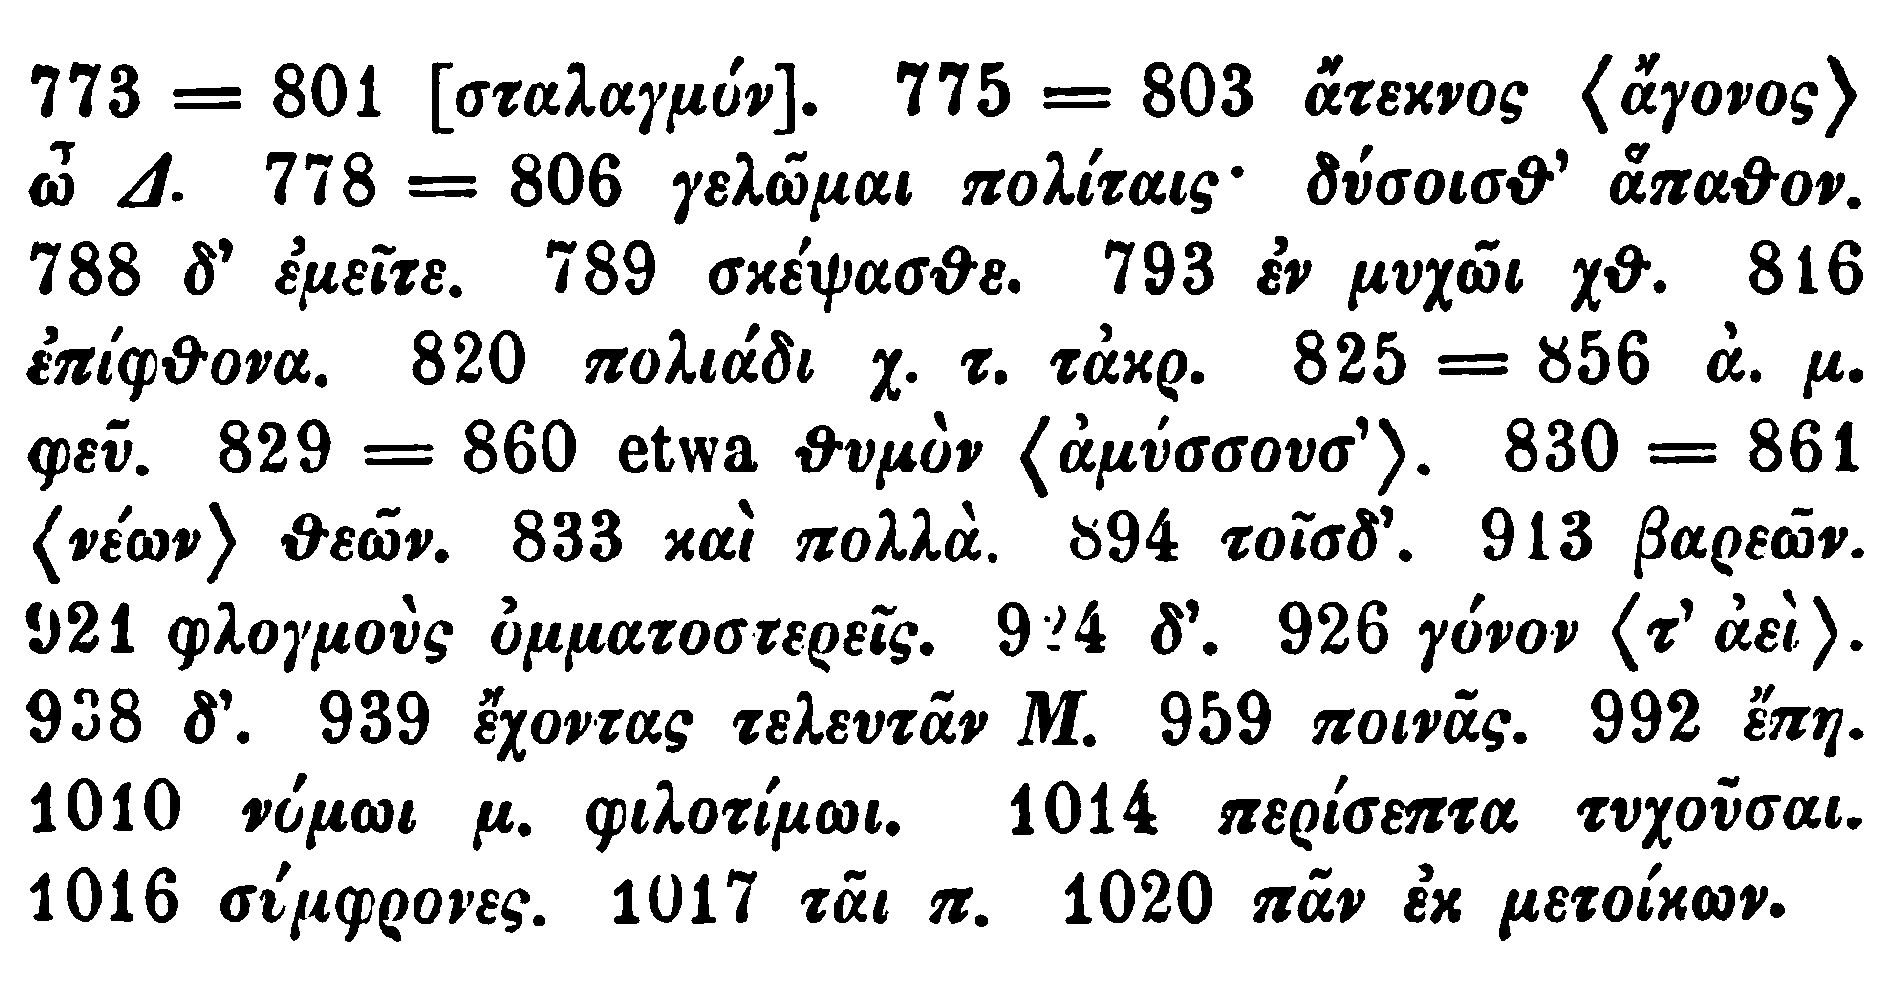 773 = 801 [σταλαγμόν]. 775 = 803 ἄτεκνος ⟨ἄγονος⟩
ὦ Δ. 778 = 806 γελῶμαι πολίταις· δύσοισθ’ ἅπαθον.
788 δ’ ἐμεῖτε. 789 σκέψασθε. 793 ἐν μυχῶι χθ. 816
ἐπίφθονα. 820 πολιάδι χ. τ. τἀκρ. 825 = 856 ἀ. μ.
φεῦ. 829 = 860 etwa θυμὸν ⟨ἀμύσσουσ’⟩. 830 = 861
⟨νέων⟩ θεῶν. 833 καὶ πολλὰ. 894 τοῖσδ’. 913 βαρεῶν.
921 φλογμοὺς ὀμματοστερεῖς. 924 δ’. 926 γόνον ⟨τ’ ἀεὶ⟩.
938 δ’. 939 ἔχοντας τελευτᾶν M. 959 ποινᾶς. 992 ἔπη.
1010 νόμωι μ. φιλοτίμωι. 1014 περίσεπτα τυχοῦσαι.
1016 σύμφρονες. 1017 τᾶι π. 1020 πᾶν ἐκ μετοίκων.